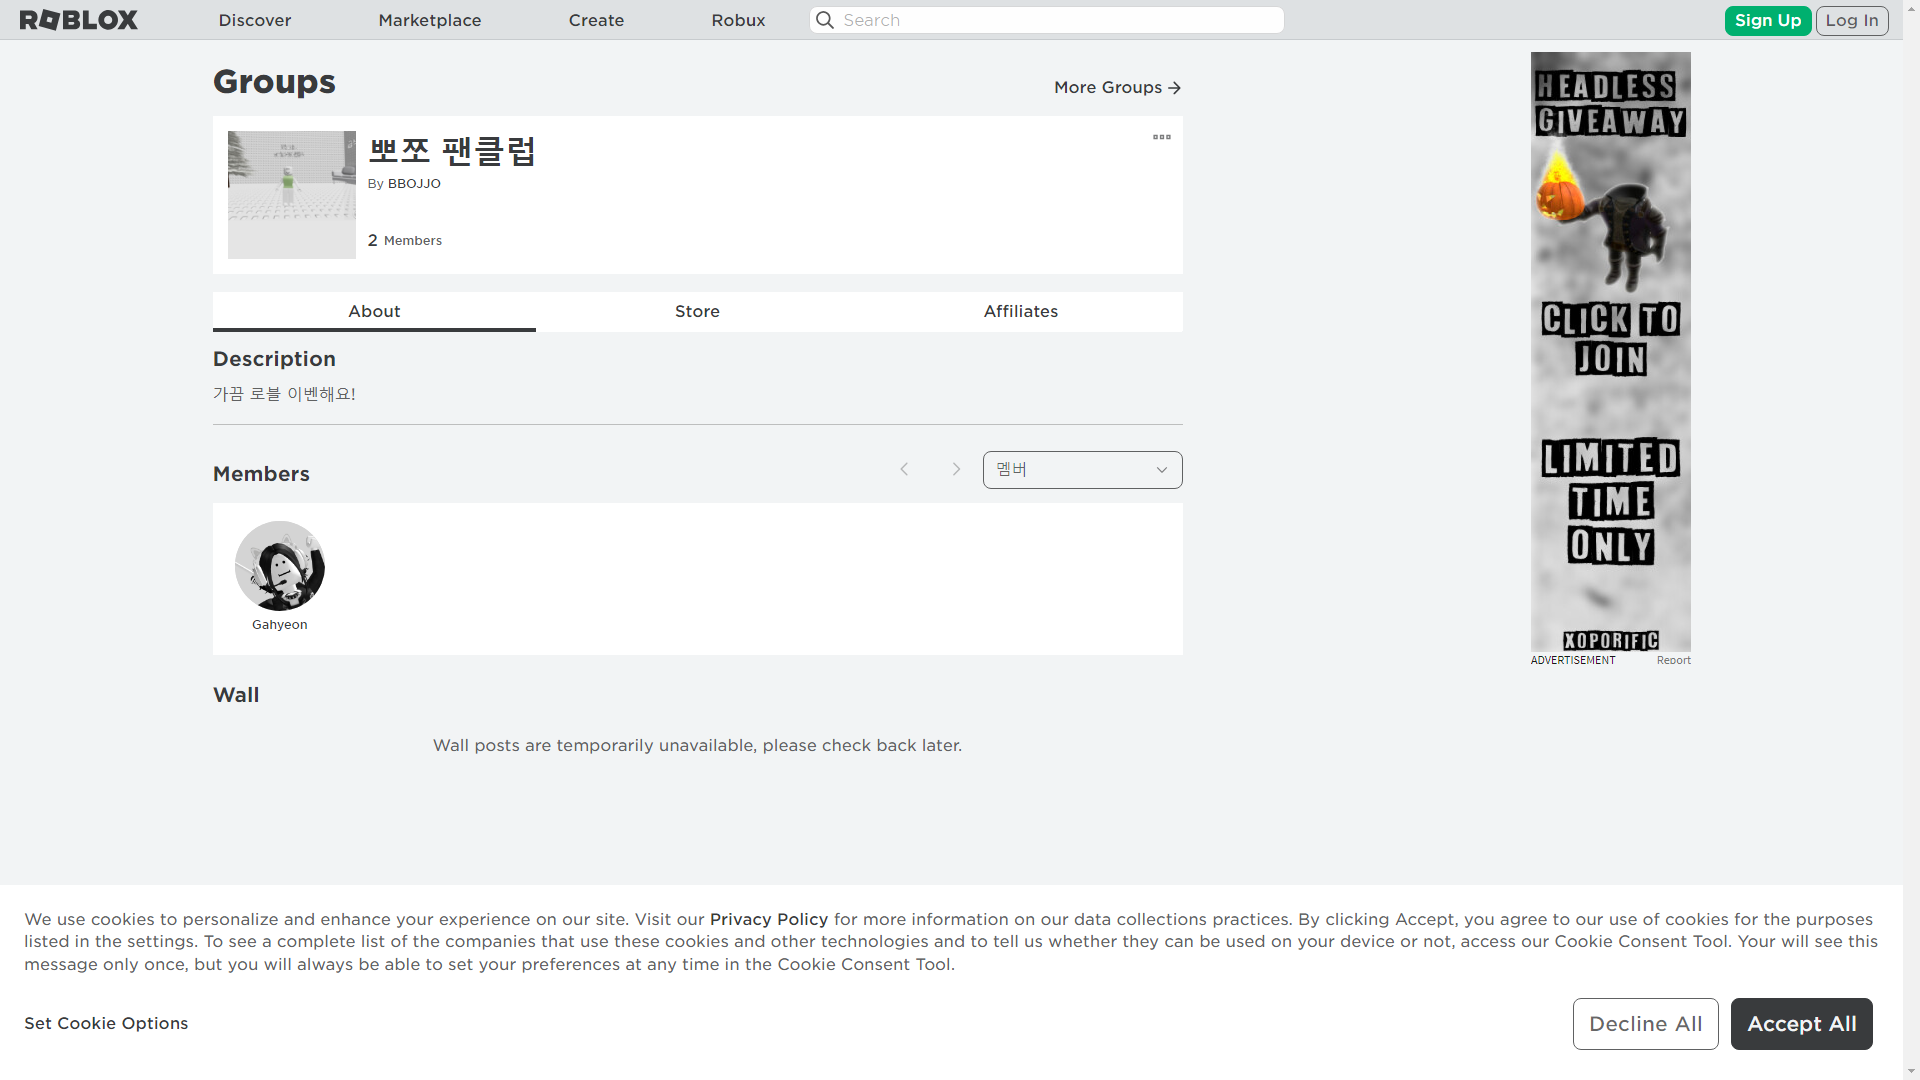 ROBLOX
Discover
Marketplace
Create
Robux
Search
Sign Up
Log In
Groups
More Groups
뽀쪼 팬클럽
By BBOJJO
2 Members
About
Store
Affiliates
Description
가끔 로블 이벤해요!
Members
멤버
Gahyeon
Wall
Wall posts are temporarily unavailable, please check back later.
HEADLESS
GIVEAWAY
CLICK TO
JOIN
LIMITED
TIME
ONLY
XOPORIFIC
ADVERTISEMENT
Report
We use cookies to personalize and enhance your experience on our site. Visit our Privacy Policy for more information on our data collections practices. By clicking Accept, you agree to our use of cookies for the purposes
listed in the settings. To see a complete list of the companies that use these cookies and other technologies and to tell us whether they can be used on your device or not, access our Cookie Consent Tool. Your will see this
message only once, but you will always be able to set your preferences at any time in the Cookie Consent Tool.
Set Cookie Options
Decline All
Accept All